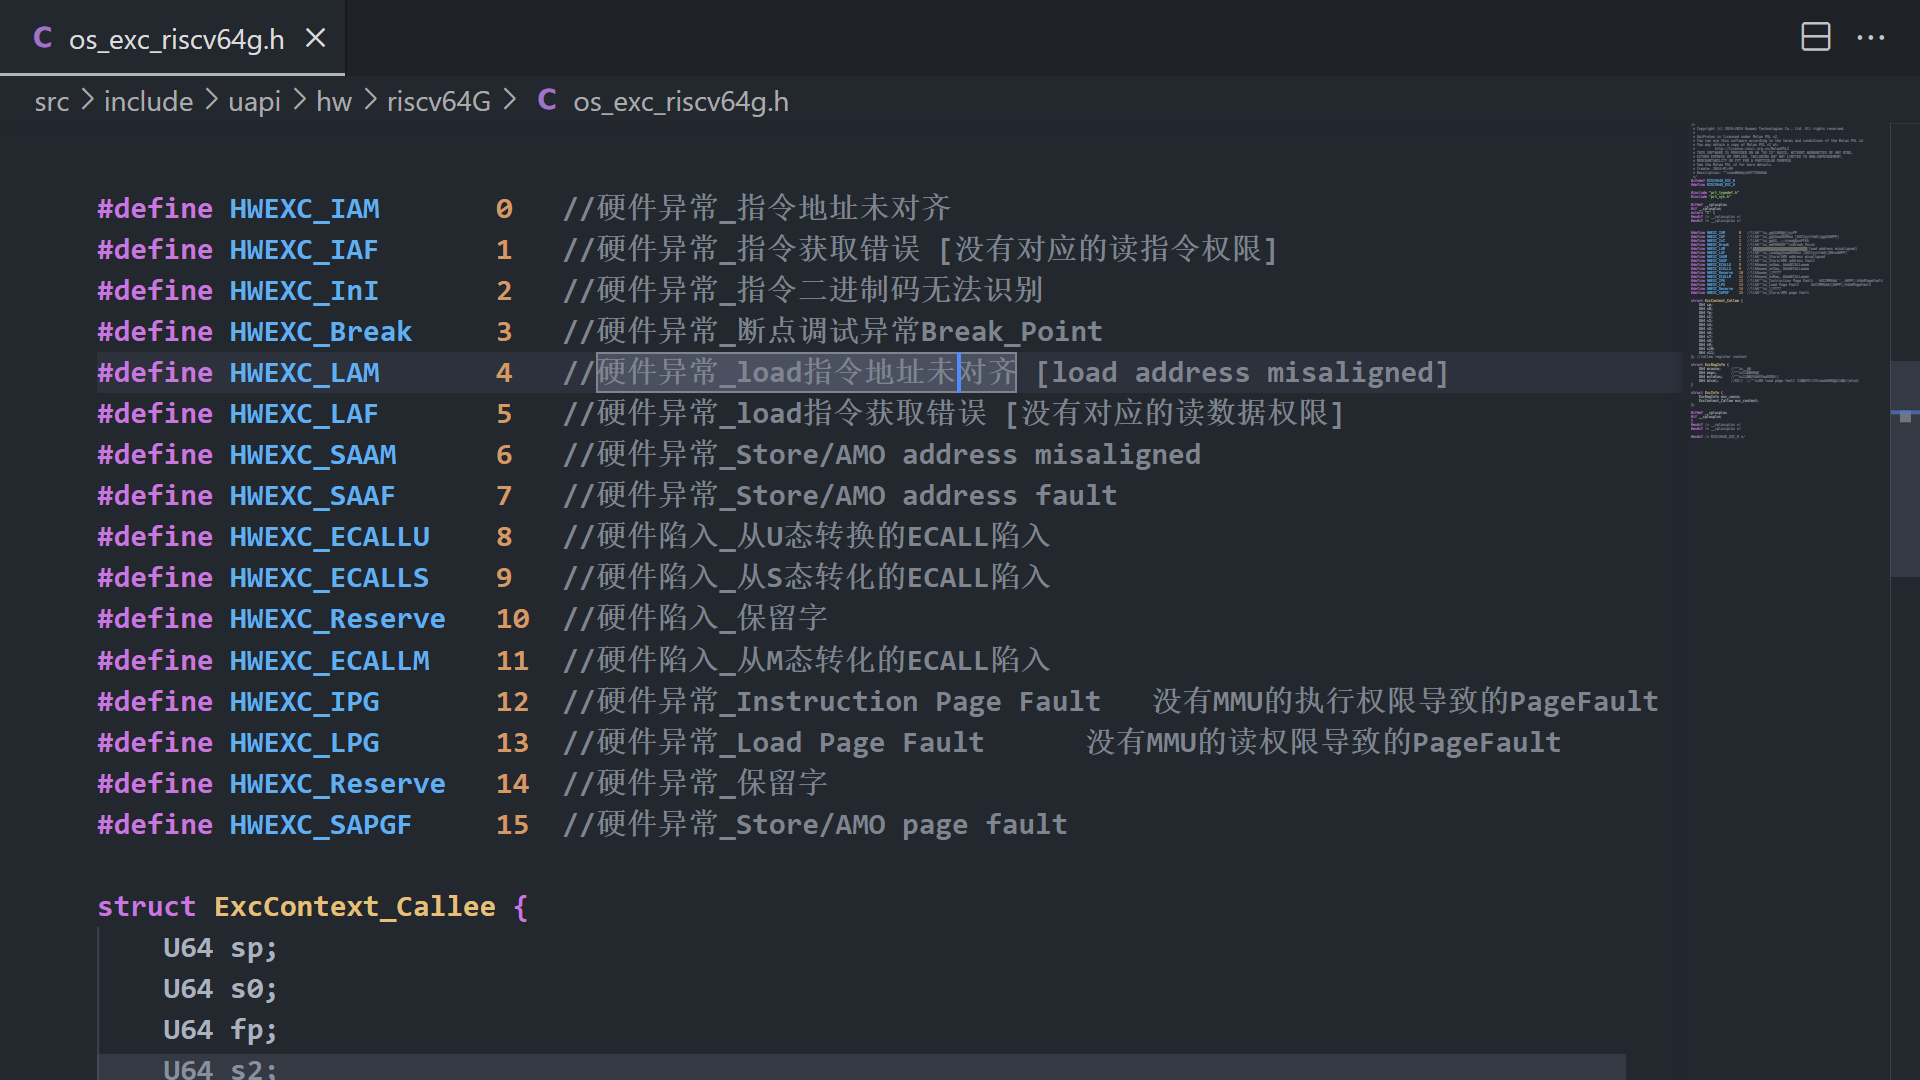 C os_exc_riscv64g.h ×
src > include > uapi > hw > riscv64G > C os_exc_riscv64g.h
#define HWEXC_IAM 0 //硬件异常_指令地址未对齐
#define HWEXC_IAF 1 //硬件异常_指令获取错误 [没有对应的读指令权限]
#define HWEXC_InI 2 //硬件异常_指令二进制码无法识别
#define HWEXC_Break 3 //硬件异常_断点调试异常Break_Point
#define HWEXC_LAM 4 //硬件异常_load指令地址未对齐 [load address misaligned]
#define HWEXC_LAF 5 //硬件异常_load指令获取错误 [没有对应的读数据权限]
#define HWEXC_SAAM 6 //硬件异常_Store/AMO address misaligned
#define HWEXC_SAAF 7 //硬件异常_Store/AMO address fault
#define HWEXC_ECALLU 8 //硬件陷入_从U态转换的ECALL陷入
#define HWEXC_ECALLS 9 //硬件陷入_从S态转化的ECALL陷入
#define HWEXC_Reserve 10 //硬件陷入_保留字
#define HWEXC_ECALLM 11 //硬件陷入_从M态转化的ECALL陷入
#define HWEXC_IPG 12 //硬件异常_Instruction Page Fault 没有MMU的执行权限导致的PageFault
#define HWEXC_LPG 13 //硬件异常_Load Page Fault 没有MMU的读权限导致的PageFault
#define HWEXC_Reserve 14 //硬件异常_保留字
#define HWEXC_SAPGF 15 //硬件异常_Store/AMO page fault
struct ExcContext_Callee {
U64 sp;
U64 s0;
U64 fp;
U64 s2;